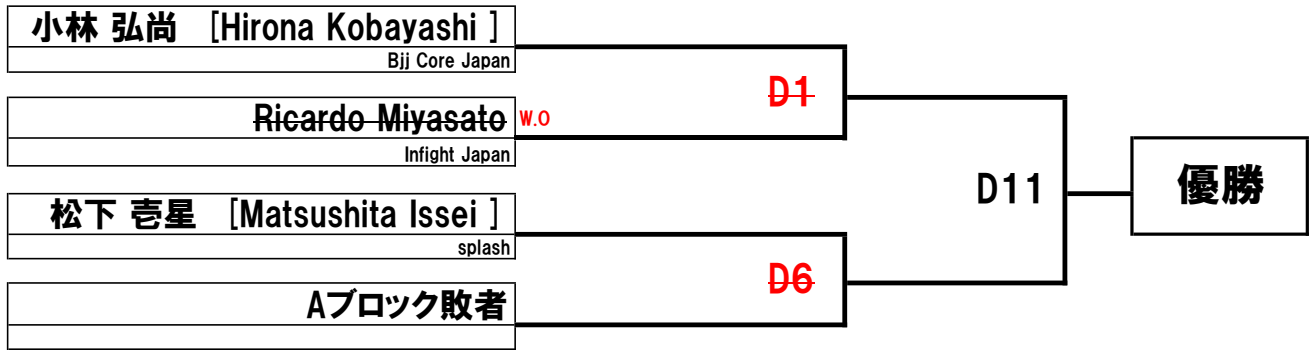 小林 弘尚 [Hirona Kobayashi ]
Bjj Core Japan
D1
Ricardo Miyasato W.O
Infight Japan
D11
優勝
松下 壱星 [Matsushita Issei ]
splash
D6
Aブロック敗者